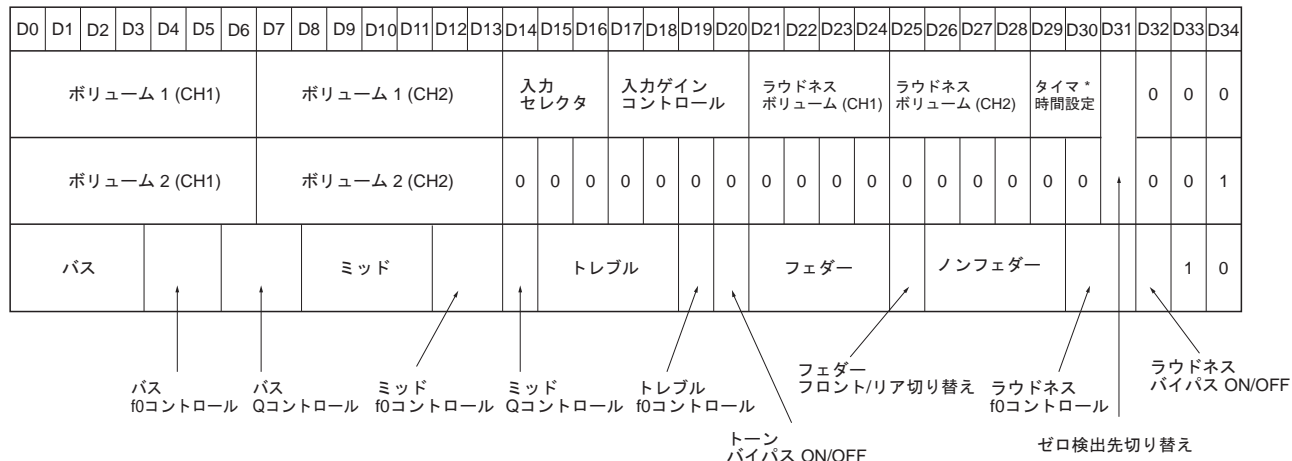 D0 D1 D2 D3 D4 D5 D6 D7 D8 D9 D10 D11 D12 D13 D14 D15 D16 D17 D18 D19 D20 D21 D22 D23 D24 D25 D26 D27 D28 D29 D30 D31 D32 D33 D34
ボリューム 1 (CH1)
ボリューム 1 (CH2)
入力
セレクタ
入力ゲイン
コントロール
ラウドネス
ボリューム (CH1)
ラウドネス
ボリューム (CH2)
タイマ *
時間設定
0 0 0
ボリューム 2 (CH1)
ボリューム 2 (CH2)
0 0 0 0 0 0 0 0 0 0 0 0 0 0 0 0 0 0 0 1
バス
ミッド
トレブル
フェダー
ノンフェダー
1 0
バス
f0コントロール
バス
Qコントロール
ミッド
f0コントロール
ミッド
Qコントロール
トレブル
f0コントロール
トーン
バイパス ON/OFF
フェダー
フロント/リア切り替え
ラウドネス
f0コントロール
ゼロ検出先切り替え
ラウドネス
バイパス ON/OFF